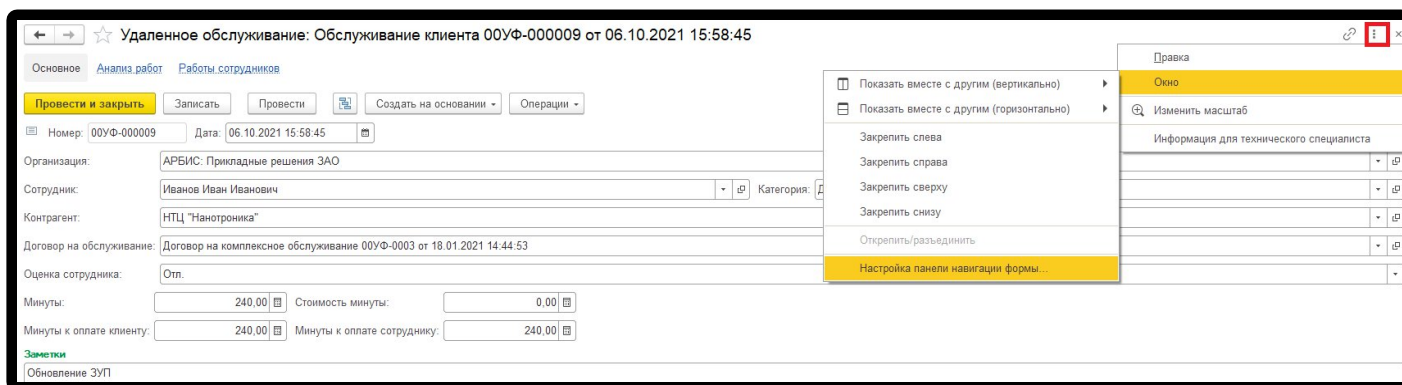 Удаленное обслуживание: Обслуживание клиента 00УФ-000009 от 06.10.2021 15:58:45
Правка
Основное Анализ работ Работы сотрудников
Показать вместе с другим (вертикально) Окно
Провести и закрыть Записать Провести Создать на основании Операции
Показать вместе с другим (горизонтально) Изменить масштаб
Номер: 00УФ-000009 Дата: 06.10.2021 15:58:45
Закрепить слева Информация для технического специалиста
Организация: АРБИС: Прикладные решения ЗАО
Закрепить справа
Сотрудник: Иванов Иван Иванович Категория: Д
Закрепить сверху
Контрагент: НТЦ "Нанотроника"
Закрепить снизу
Договор на обслуживание: Договор на комплексное обслуживание 00УФ-0003 от 18.01.2021 14:44:53
Открепить/разъединить
Оценка сотрудника: Отл.
Настройка панели навигации формы...
Минуты: 240,00 Стоимость минуты: 0,00
Минуты к оплате клиенту: 240,00 Минуты к оплате сотруднику: 240,00
Заметки
Обновление ЗУП